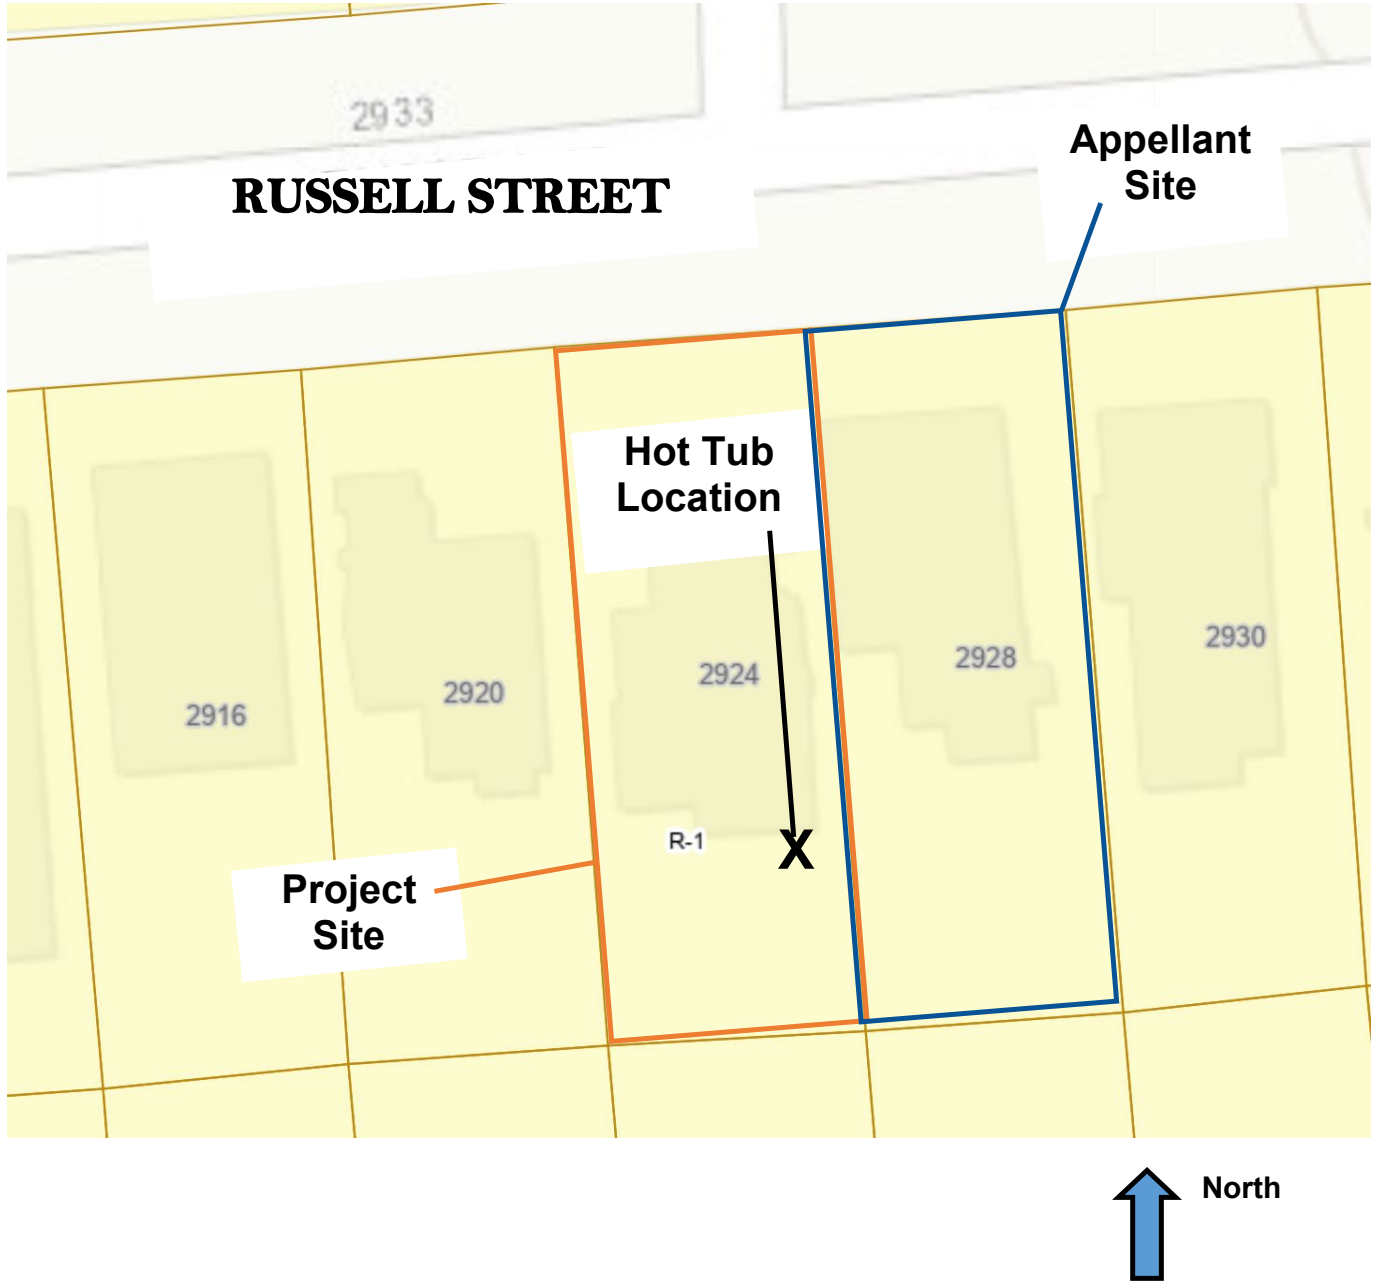 2933
RUSSELL STREET
Appellant
Site
Hot Tub
Location
2930
2928
2924
2920
2916
R-1
X
Project
Site
North